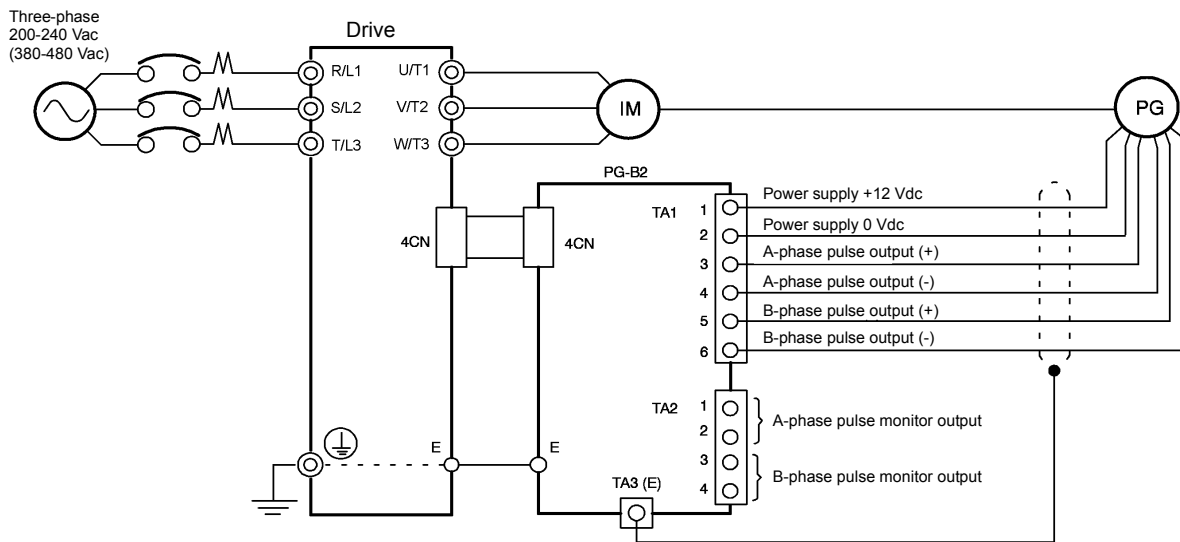 Three-phase
200-240 Vac
(380-480 Vac)
Drive
R/L1
U/T1
S/L2
V/T2
IM
PG
T/L3
W/T3
PG-B2
TA1
1
Power supply +12 Vdc
2
Power supply 0 Vdc
4CN
4CN
3
A-phase pulse output (+)
4
A-phase pulse output (-)
5
B-phase pulse output (+)
6
B-phase pulse output (-)
TA2
1
2
A-phase pulse monitor output
E
E
3
4
B-phase pulse monitor output
TA3 (E)